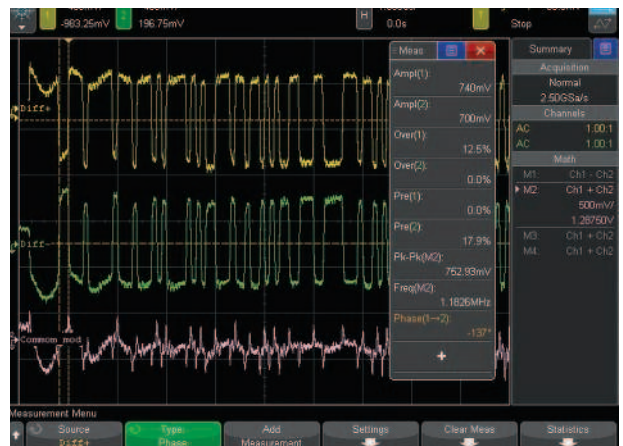 1
-983.25mV
2
196.75mV
H
0.0s
T
Stop
Meas
Ampl(1):
740mV
Ampl(2):
700mV
Over(1):
12.5%
Over(2):
0.0%
Pre(1):
0.0%
Pre(2):
17.9%
Pk-Pk(M2):
752.93mV
Freq(M2):
1.1826MHz
Phase(1→2):
-137°
+
Summary
Acquisition
Normal
2.50GSa/s
Channels
AC 1.00:1
AC 1.00:1
Math
M1: Ch1 - Ch2
M2: Ch1 + Ch2
500mV/
1.28750V
M3: Ch1 + Ch2
M4: Ch1 + Ch2
Diff+
Diff-
Common mod
Measurement Menu
Source
Diff+
Type:
Phase
Add
Measurement
Settings
Clear Meas
Statistics